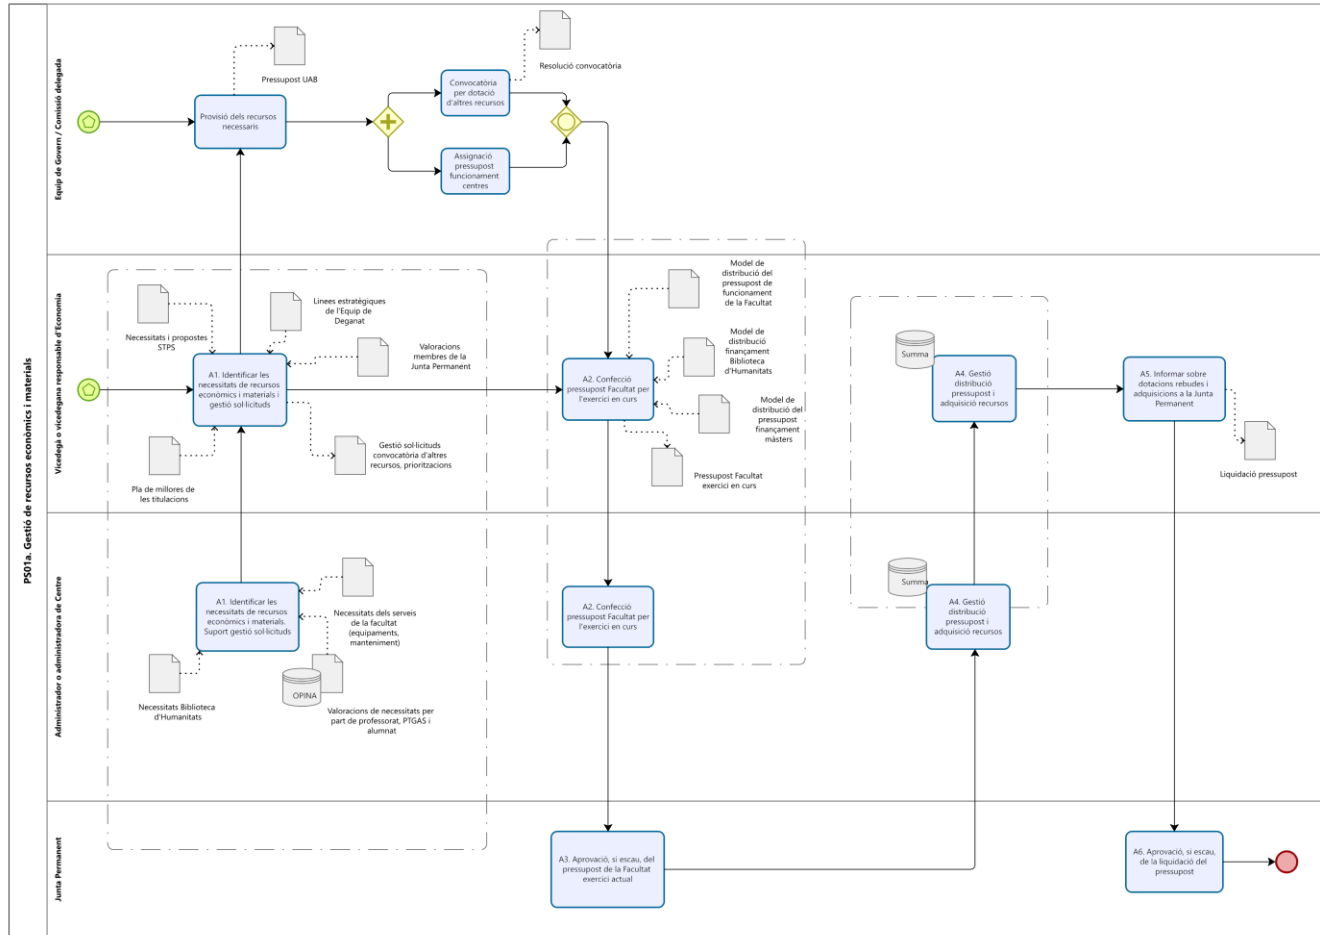 PS01a. Gestió de recursos econòmics i materials
Equip de Govern / Comissió delegada
Pressupost UAB
Provisió dels recursos
necessaris
Convocatòria
per dotació
d'altres recursos
Resolució convocatòria
Assignació
pressupost
funcionament
centres
Vicedegà o vicedegana responsable d'Economia
Necessitats i propostes
STPS
Linees estratègiques
de l'Equip de
Deganat
Valoracions
membres de la
Junta Permanent
A1. Identificar les
necessitats de recursos
econòmics i materials i
gestió sol·licituds
Pla de millores de
les titulacions
Gestió sol·licituds
convocatòria d'altres
recursos, prioritzacions
Model de
distribució del
pressupost de
funcionament
de la Facultat
Model de
distribució
finançament
Biblioteca
d'Humanitats
A2. Confecció
pressupost Facultat per
l'exercici en curs
Model de
distribució del
pressupost
finançament
màsters
Pressupost Facultat
exercici en curs
Summa
A4. Gestió
distribució
pressupost i
adquisició recursos
A5. Informar sobre
dotacions rebudes i
adquisicions a la Junta
Permanent
Liquidació pressupost
Administrador o administradora de Centre
A1. Identificar les
necessitats de recursos
econòmics i materials.
Suport gestió sol·licituds
Necessitats dels serveis
de la facultat
(equipaments,
manteniment)
Necessitats Biblioteca
d'Humanitats
OPINA
Valoracions de necessitats per
part de professorat, PTGAS i
alumnat
A2. Confecció
pressupost Facultat per
l'exercici en curs
Summa
A4. Gestió
distribució
pressupost i
adquisició recursos
Junta Permanent
A3. Aprovació, si escau, del
pressupost de la Facultat
exercici actual
A6. Aprovació, si escau,
de la liquidació del
pressupost